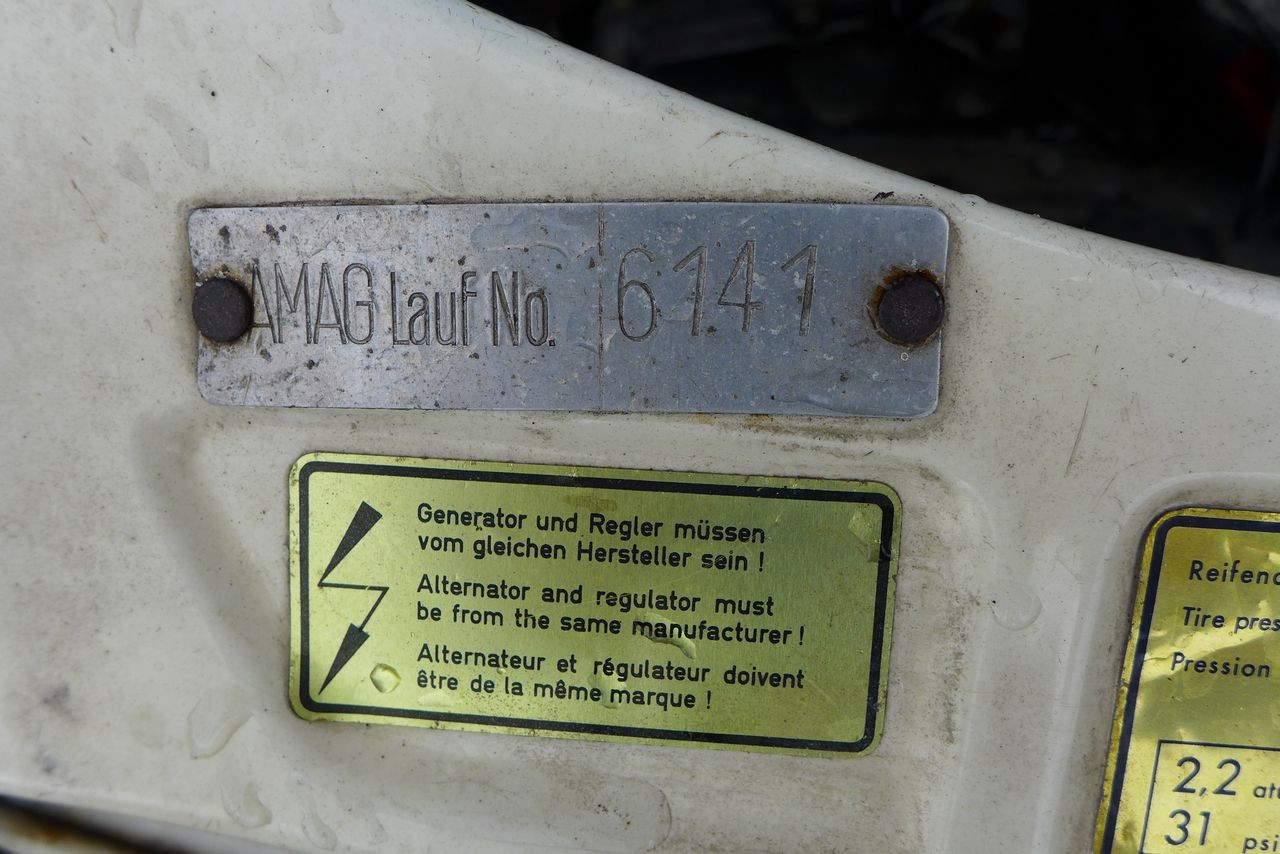 AMAG Lauf No. 6141
Generator und Regler müssen
vom gleichen Hersteller sein !
Alternator and regulator must
be from the same manufacturer !
Alternateur et régulateur doivent
être de la même marque !
Tire
Pression
2,2
31 psi